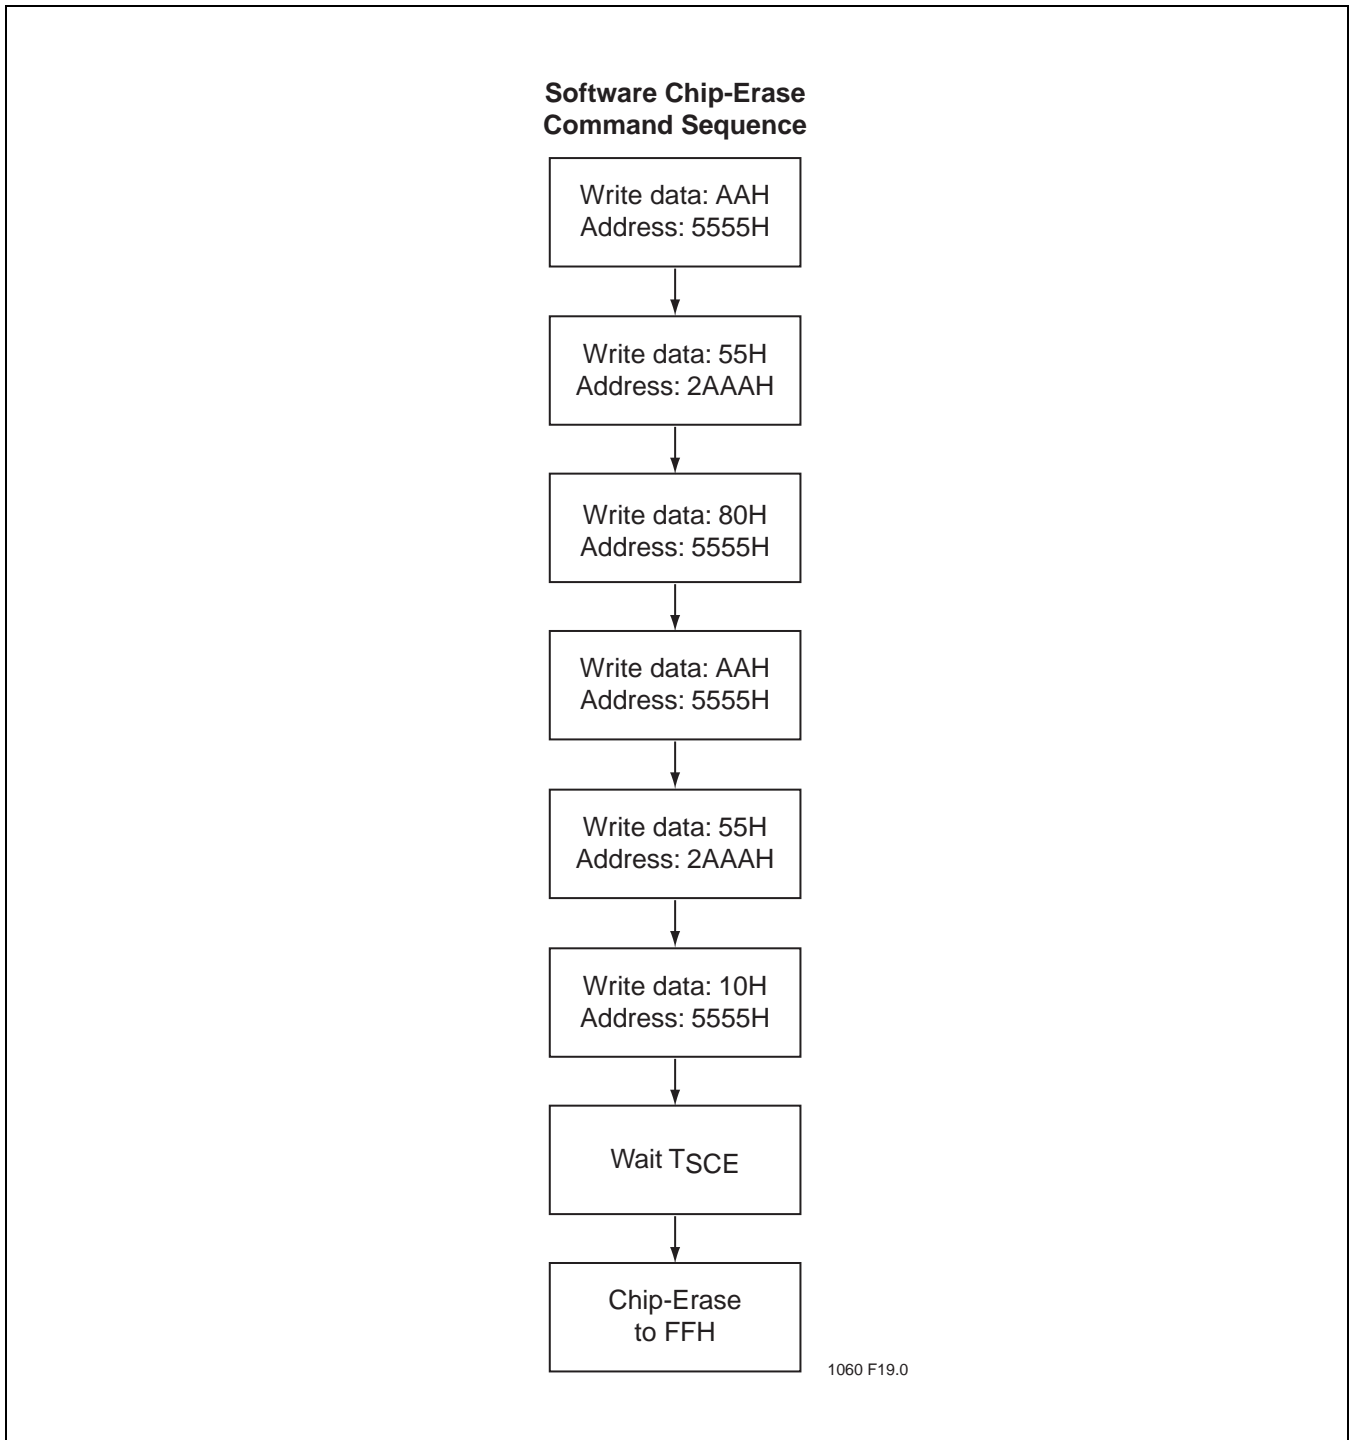 Software Chip-Erase
Command Sequence
Write data: AAH
Address: 5555H
Write data: 55H
Address: 2AAAH
Write data: 80H
Address: 5555H
Write data: AAH
Address: 5555H
Write data: 55H
Address: 2AAAH
Write data: 10H
Address: 5555H
Wait TSCE
Chip-Erase
to FFH
1060 F19.0